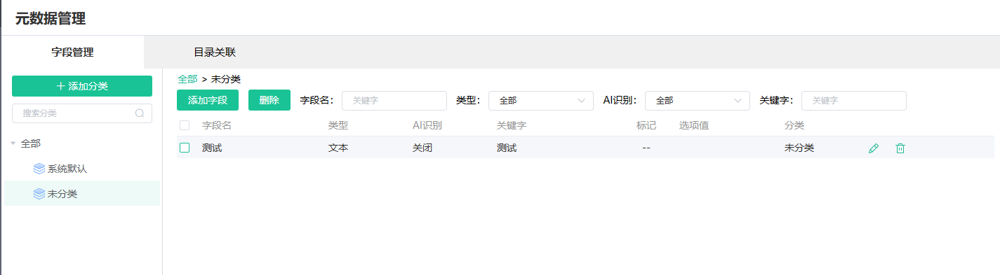 元数据管理
字段管理 目录关联
添加分类
搜索分类
全部
系统默认
未分类
全部 > 未分类
添加字段 删除 字段名： 关键字 类型： 全部 AI识别： 全部 关键字： 关键字
字段名 类型 AI识别 关键字 标记 选项值 分类
测试 文本 关闭 测试 -- 未分类